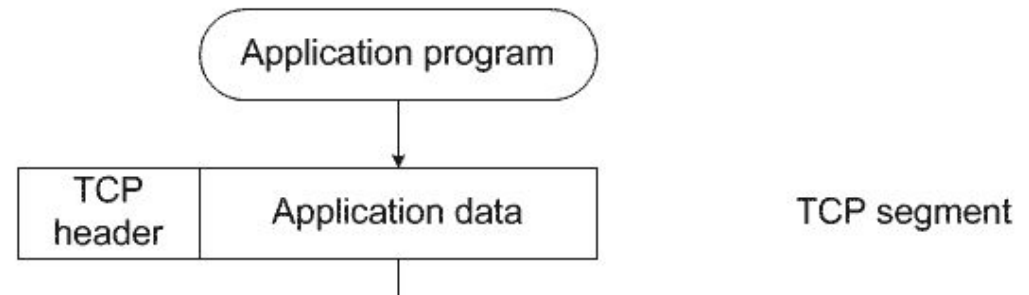 Application program
TCP
header
Application data
TCP segment